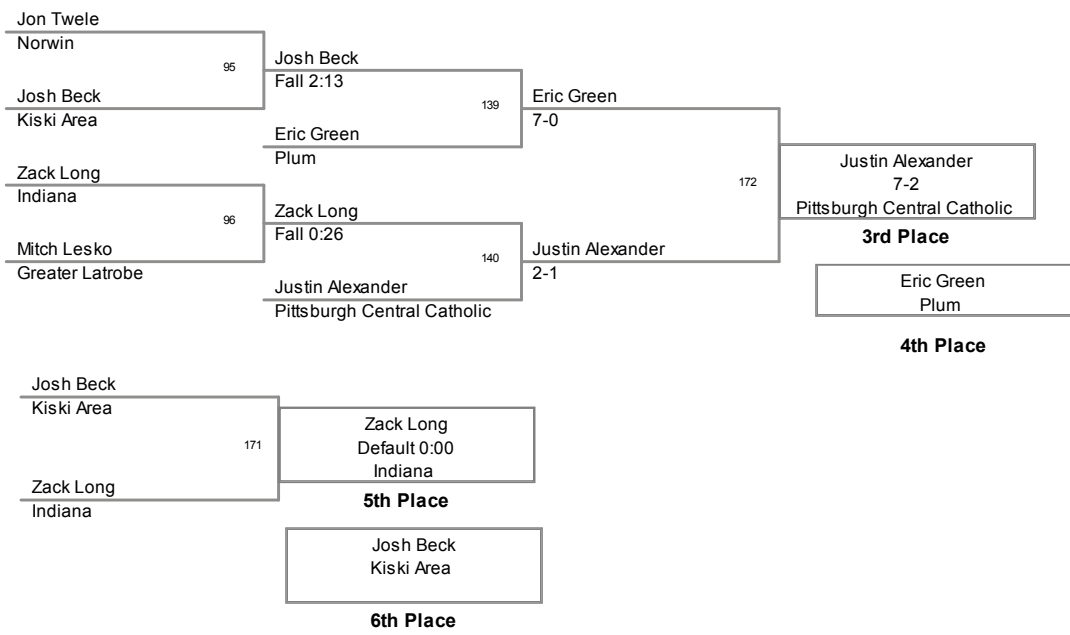 Jon Twele
Norwin
95
Josh Beck
Kiski Area
Josh Beck
Fall 2:13
139
Eric Green
Plum
Eric Green
7-0
Zack Long
Indiana
96
Mitch Lesko
Greater Latrobe
Zack Long
Fall 0:26
140
Justin Alexander
Pittsburgh Central Catholic
Justin Alexander
2-1
172
Justin Alexander
7-2
Pittsburgh Central Catholic
3rd Place
Eric Green
Plum
4th Place
Josh Beck
Kiski Area
171
Zack Long
Indiana
Zack Long
Default 0:00
Indiana
5th Place
Josh Beck
Kiski Area
6th Place